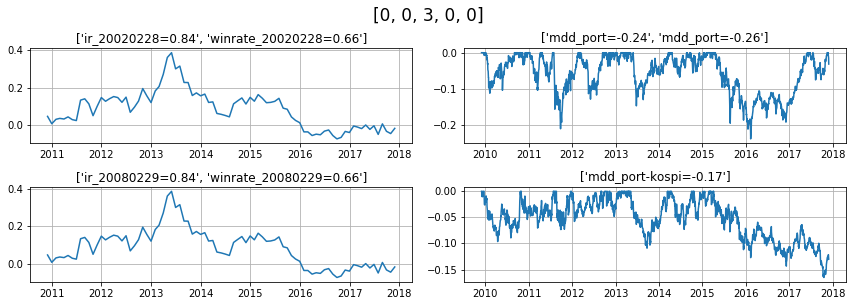 [0, 0, 3, 0, 0]
['ir_20020228=0.84', 'winrate_20020228=0.66']
0.4
0.2
0.0
2011 2012 2013 2014 2015 2016 2017 2018
['mdd_port=-0.24', 'mdd_port=-0.26']
0.0
−0.1
−0.2
2010 2011 2012 2013 2014 2015 2016 2017 2018
['ir_20080229=0.84', 'winrate_20080229=0.66']
0.4
0.2
0.0
2011 2012 2013 2014 2015 2016 2017 2018
['mdd_port-kospi=-0.17']
0.00
−0.05
−0.10
−0.15
2010 2011 2012 2013 2014 2015 2016 2017 2018